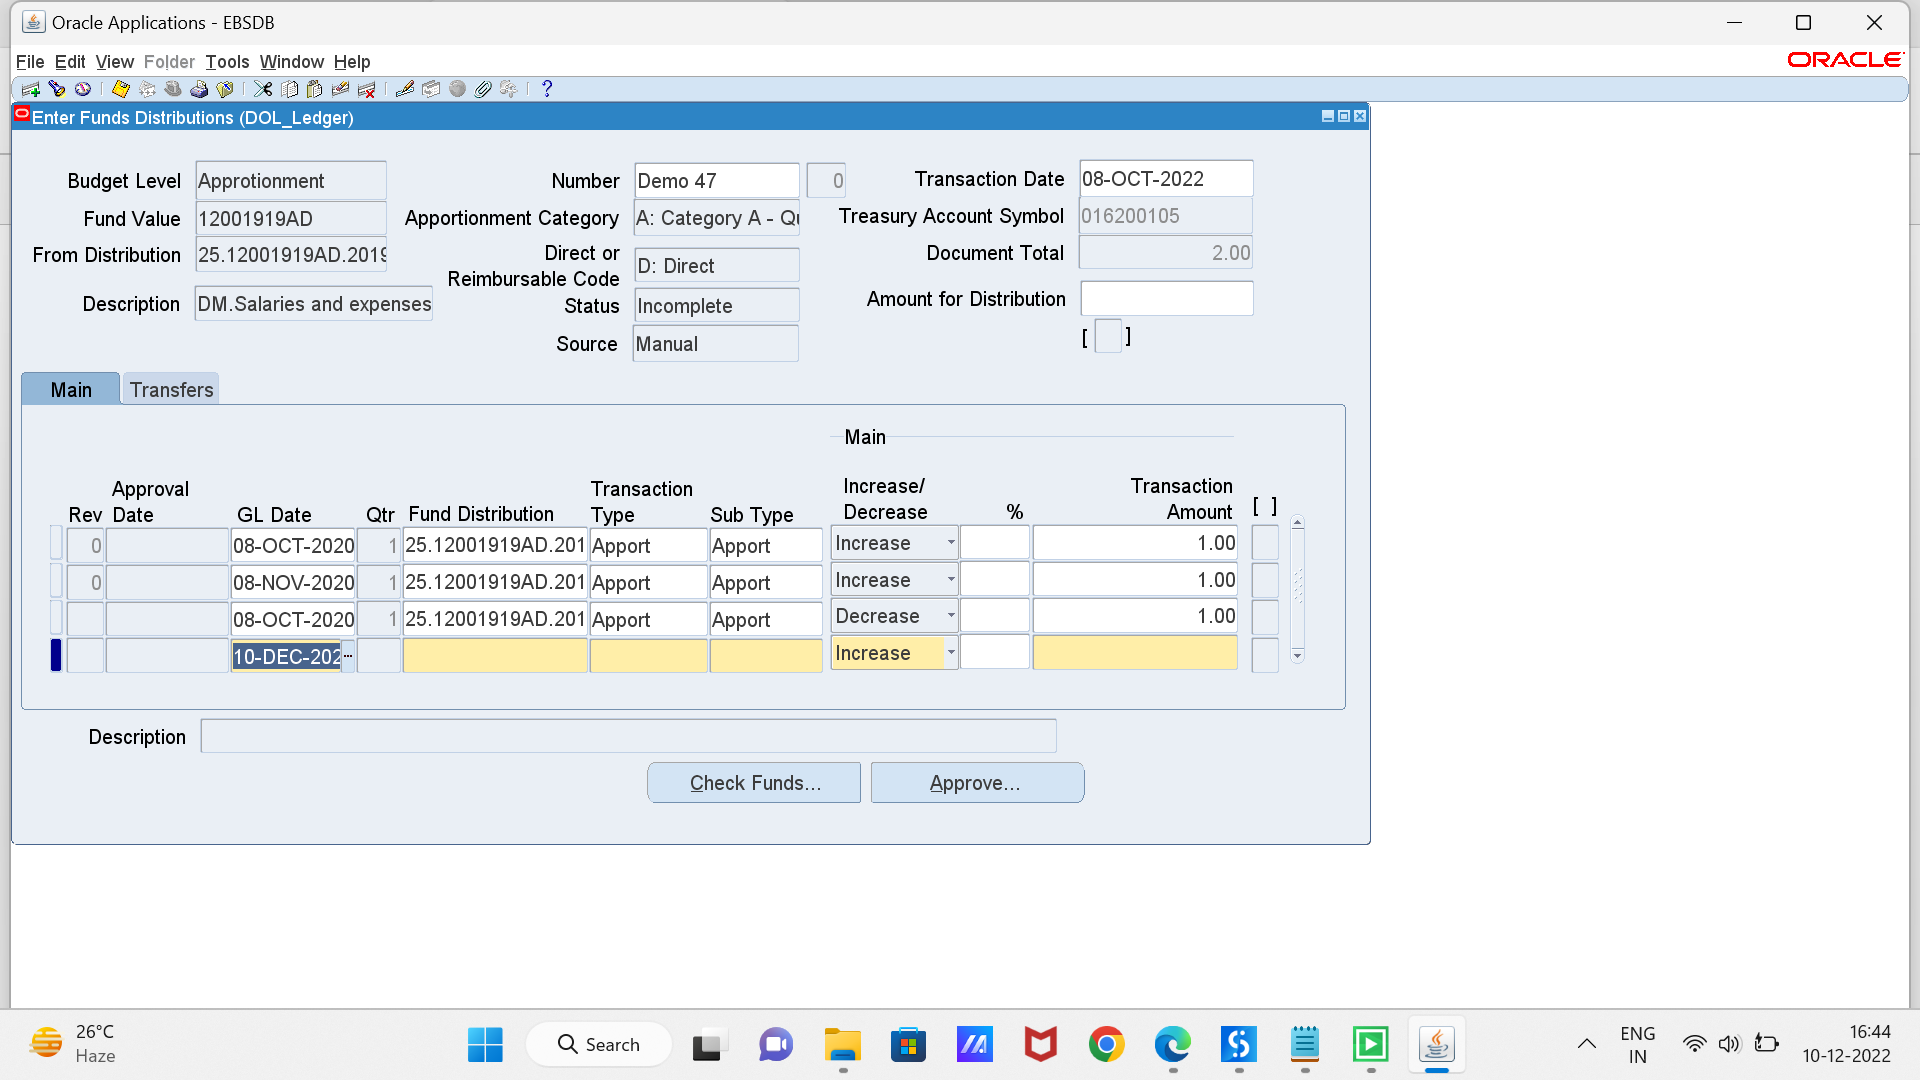 Oracle Applications - EBSDB
File Edit View Folder Tools Window Help
ORACLE
Enter Funds Distributions (DOL_Ledger)
Budget Level Approtionment
Number Demo 47 0
Transaction Date 08-OCT-2022
Fund Value 12001919AD
Apportionment Category A: Category A - Qu
Treasury Account Symbol 016200105
From Distribution 25.12001919AD.2019
Direct or Reimbursable Code D: Direct
Document Total 2.00
Description DM.Salaries and expenses
Status Incomplete
Amount for Distribution
Source Manual
[ ]
Main Transfers
Main
Rev Approval Date GL Date Qtr Fund Distribution Transaction Type Sub Type Increase/ Decrease % Transaction Amount [ ]
0 08-OCT-2020 1 25.12001919AD.201 Apport Apport Increase 1.00
0 08-NOV-2020 1 25.12001919AD.201 Apport Apport Increase 1.00
08-OCT-2020 1 25.12001919AD.201 Apport Apport Decrease 1.00
10-DEC-202 ... Increase
Description
Check Funds...
Approve...
26°C
Haze
Search
ENG
IN
16:44
10-12-2022